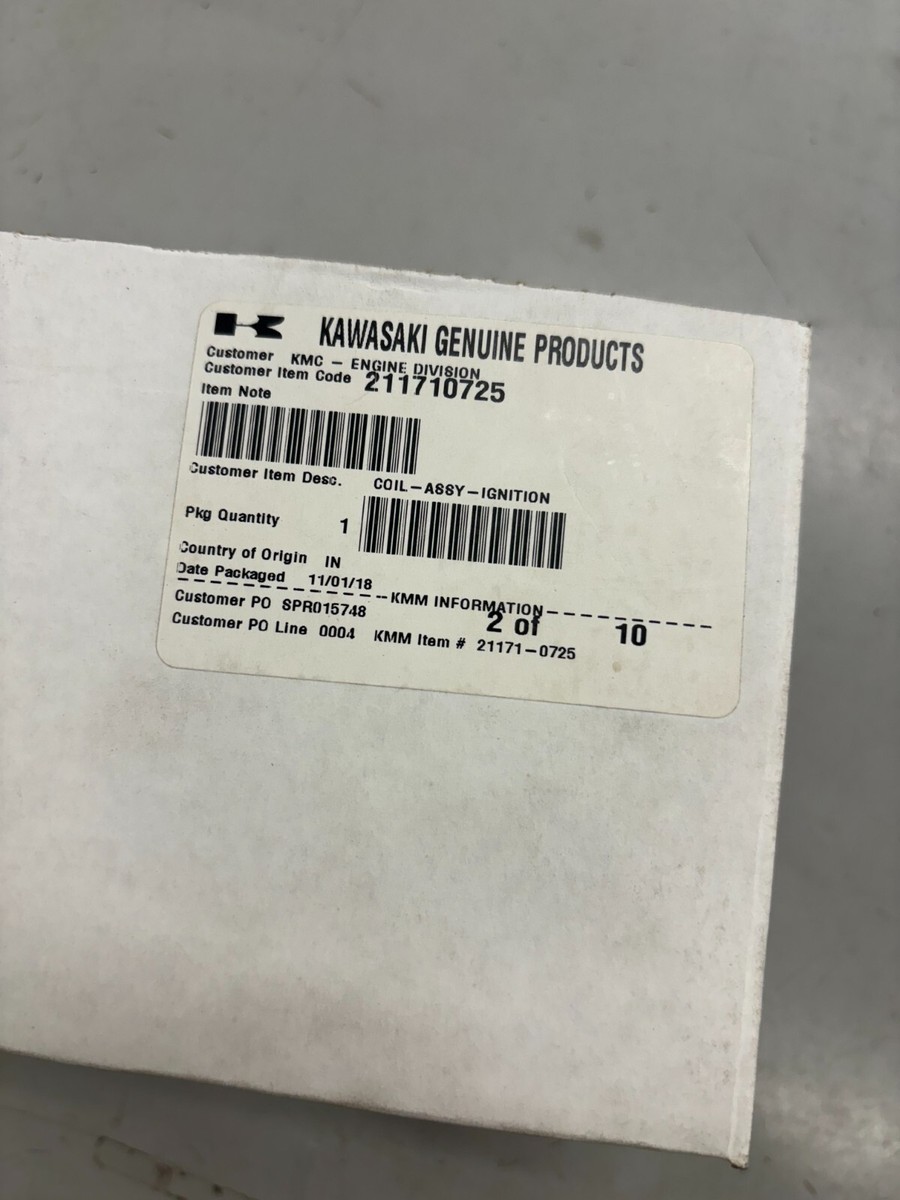 KAWASAKI GENUINE PRODUCTS
Customer KMC - ENGINE DIVISION
Customer Item Code 211710725
Item Note
Customer Item Desc. COIL-ASSY-IGNITION
Pkg Quantity 1
Country of Origin IN
Date Packaged 11/01/18
-- KMM INFORMATION
Customer PO SPR015748 2 of 10
Customer PO Line 0004 KMM Item # 21171-0725